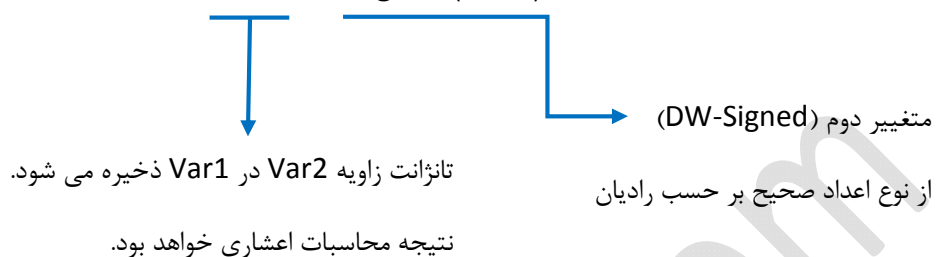 متغییر دوم (DW-Signed)
از نوع اعداد صحیح بر حسب رادیان
تانژانت زاویه Var2 در Var1 ذخیره می شود.
نتیجه محاسبات اعشاری خواهد بود.